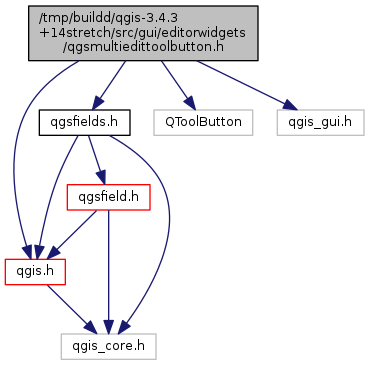 /tmp/buildd/qgis-3.4.3
+14stretch/src/gui/editorwidgets
/qgsmultiedittoolbutton.h
qgsfields.h
QToolButton
qgis_gui.h
qgsfield.h
qgis.h
qgis_core.h